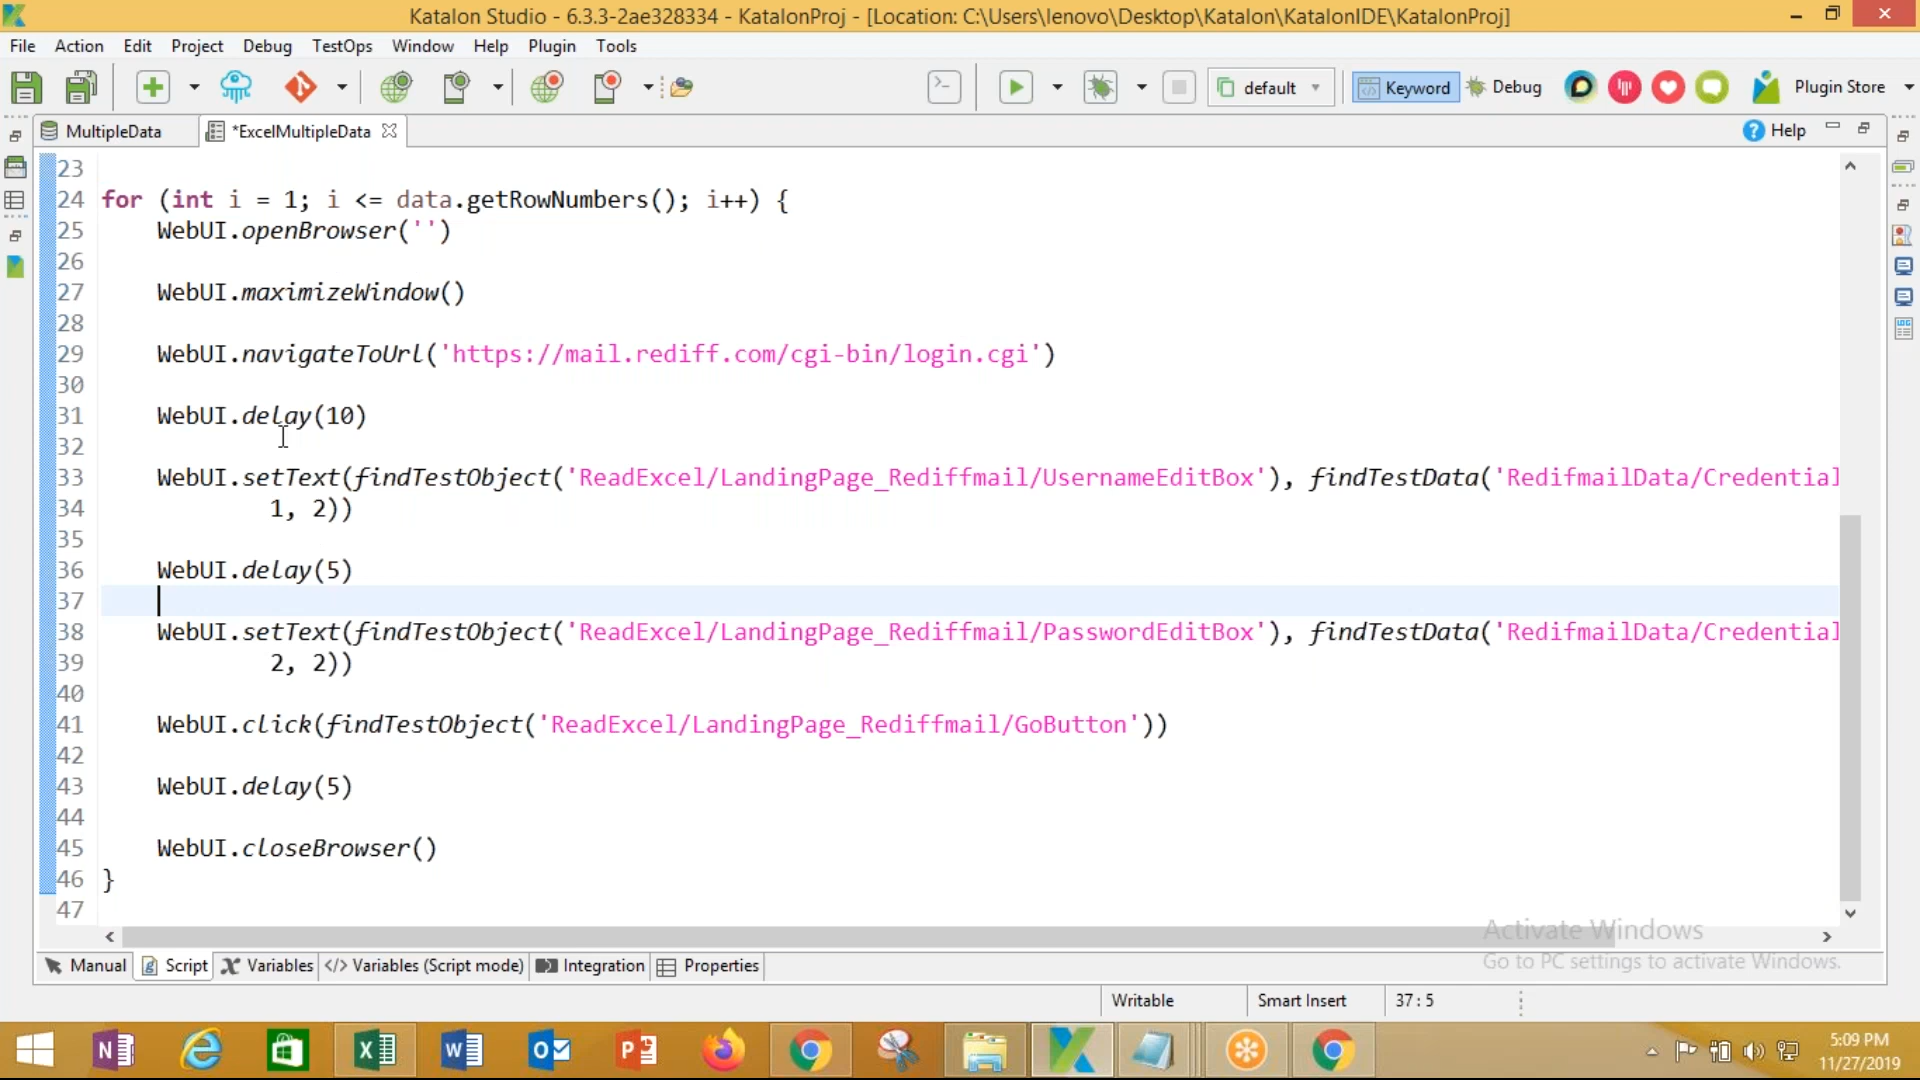 Katalon Studio - 6.3.3-2ae328334 - KatalonProj - [Location: C:\Users\lenovo\Desktop\Katalon\KatalonIDE\KatalonProj]
File Action Edit Project Debug TestOps Window Help Plugin Tools
default Keyword Debug Plugin Store
MultipleData *ExcelMultipleData Help
23
24 for (int i = 1; i <= data.getRowNumbers(); i++) {
25 WebUI.openBrowser('')
26
27 WebUI.maximizeWindow()
28
29 WebUI.navigateToUrl('https://mail.rediff.com/cgi-bin/login.cgi')
30
31 WebUI.delay(10)
32
33 WebUI.setText(findTestObject('ReadExcel/LandingPage_Rediffmail/UsernameEditBox'), findTestData('RedifmailData/Credential
34 1, 2))
35
36 WebUI.delay(5)
37
38 WebUI.setText(findTestObject('ReadExcel/LandingPage_Rediffmail/PasswordEditBox'), findTestData('RedifmailData/Credential
39 2, 2))
40
41 WebUI.click(findTestObject('ReadExcel/LandingPage_Rediffmail/GoButton'))
42
43 WebUI.delay(5)
44
45 WebUI.closeBrowser()
46 }
47
Activate Windows
Go to PC settings to activate Windows.
Manual Script Variables </> Variables (Script mode) Integration Properties
Writable Smart Insert 37 : 5
5:09 PM
11/27/2019